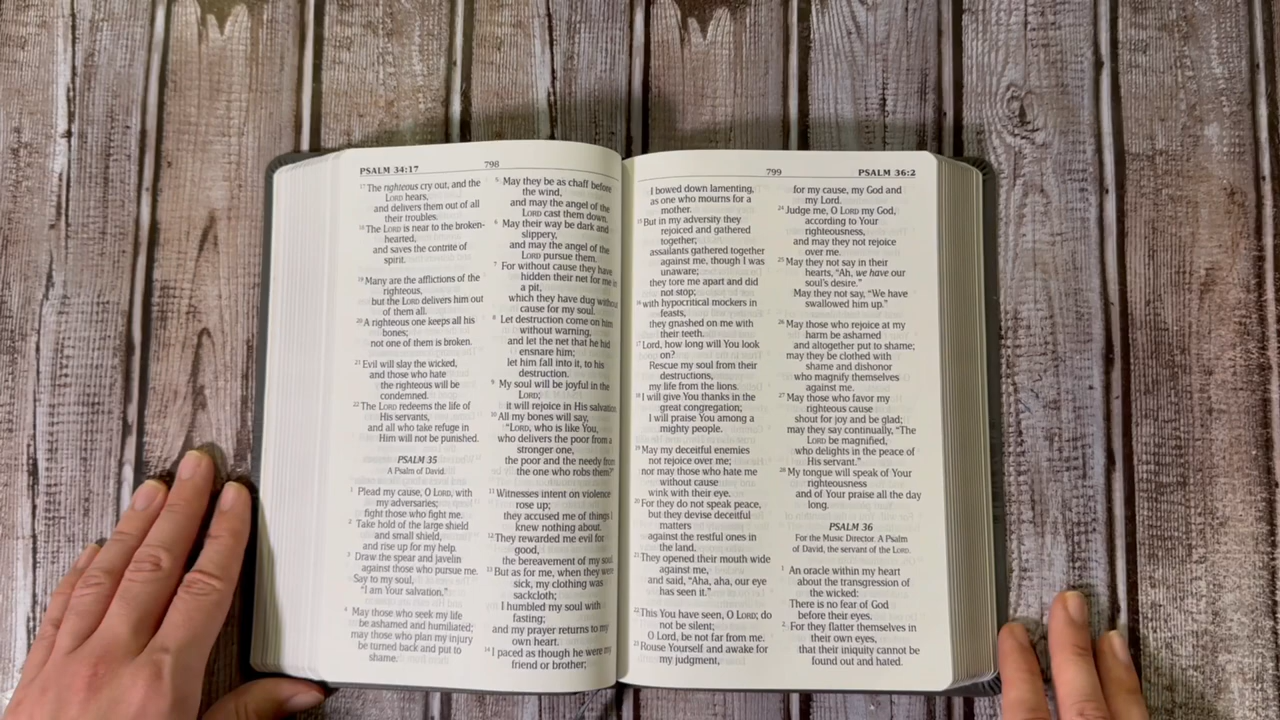 PSALM 34:17
798
17 The righteous cry out, and the
LORD hears,
and delivers them out of all
their troubles.
18 The LORD is near to the broken-
hearted,
and saves the contrite of
spirit.
19 Many are the afflictions of the
righteous,
but the LORD delivers him out
of them all.
20 A righteous one keeps all his
bones;
not one of them is broken.
21 Evil will slay the wicked,
and those who hate
the righteous will be
condemned.
22 The LORD redeems the life of
His servants,
and all who take refuge in
Him will not be punished.
PSALM 35
A Psalm of David.
1 Plead my cause, O LORD, with
my adversaries;
fight those who fight me.
2 Take hold of the large shield
and small shield,
and rise up for my help.
3 Draw the spear and javelin
against those who pursue me.
Say to my soul,
"I am Your salvation."
4 May those who seek my life
be ashamed and humiliated;
may those who plan my injury
be turned back and put to
shame.
5 May they be as chaff before
the wind,
and may the angel of the
LORD cast them down.
6 May their way be dark and
slippery,
and may the angel of the
LORD pursue them.
7 For without cause they have
hidden their net for me in
a pit,
which they have dug without
cause for my soul.
8 Let destruction come on him
without warning,
and let the net that he hid
ensnare him;
let him fall into it, to his
destruction.
9 My soul will be joyful in the
LORD;
it will rejoice in His salvation.
10 All my bones will say,
"LORD, who is like You,
who delivers the poor from a
stronger one,
the poor and the needy from
the one who robs them?"
11 Witnesses intent on violence
rose up;
they accused me of things I
knew nothing about.
12 They rewarded me evil for
good,
the bereavement of my soul.
13 But as for me, when they were
sick, my clothing was
sackcloth;
I humbled my soul with
fasting;
and my prayer returns to my
own heart.
14 I paced as though he were my
friend or brother;
799
PSALM 36:2
I bowed down lamenting,
as one who mourns for a
mother.
15 But in my adversity they
rejoiced and gathered
together;
assailants gathered together
against me, though I was
unaware;
they tore me apart and did
not stop;
16 with hypocritical mockers in
feasts,
they gnashed on me with
their teeth.
17 Lord, how long will You look
on?
Rescue my soul from their
destructions,
my life from the lions.
18 I will give You thanks in the
great congregation;
I will praise You among a
mighty people.
19 May my deceitful enemies
not rejoice over me;
nor may those who hate me
without cause
wink with their eye.
20 For they do not speak peace,
but they devise deceitful
matters
against the restful ones in
the land.
21 They opened their mouth wide
against me,
and said, "Aha, aha, our eye
has seen it."
22 This You have seen, O LORD; do
not be silent;
O Lord, be not far from me.
23 Rouse Yourself and awake for
my judgment,
for my cause, my God and
my Lord.
24 Judge me, O LORD my God,
according to Your
righteousness,
and may they not rejoice
over me.
25 May they not say in their
hearts, "Ah, we have our
soul's desire."
May they not say, "We have
swallowed him up."
26 May those who rejoice at my
harm be ashamed
and altogether put to shame;
may they be clothed with
shame and dishonor
who magnify themselves
against me.
27 May those who favor my
righteous cause
shout for joy and be glad;
may they say continually, "The
LORD be magnified,
who delights in the peace of
His servant."
28 My tongue will speak of Your
righteousness
and of Your praise all the day
long.
PSALM 36
For the Music Director. A Psalm
of David, the servant of the LORD.
1 An oracle within my heart
about the transgression of
the wicked:
There is no fear of God
before their eyes.
2 For they flatter themselves in
their own eyes,
that their iniquity cannot be
found out and hated.